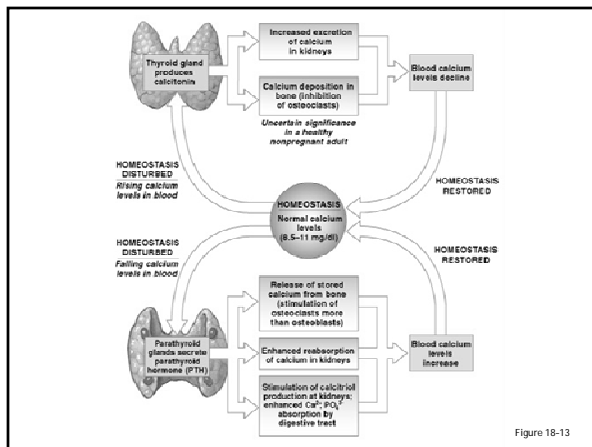 Thyroid gland
produces
calcitonin
Increased excretion
of calcium
in kidneys
Calcium deposition in
bone (inhibition
of osteoclasts)
Uncertain significance
in a healthy
nonpregnant adult
Blood calcium
levels decline
HOMEOSTASIS
DISTURBED
Rising calcium
levels in blood
HOMEOSTASIS
RESTORED
HOMEOSTASIS
Normal calcium
levels
(8.5–11 mg/dl)
HOMEOSTASIS
DISTURBED
Falling calcium
levels in blood
HOMEOSTASIS
RESTORED
Parathyroid
glands secrete
parathyroid
hormone (PTH)
Release of stored
calcium from bone
(stimulation of
osteoclasts more
than osteoblasts)
Enhanced reabsorption
of calcium in kidneys
Stimulation of calcitriol
production at kidneys;
enhanced Ca²⁺, PO₄³⁻
absorption by
digestive tract
Blood calcium
levels
increase
Figure 18-13